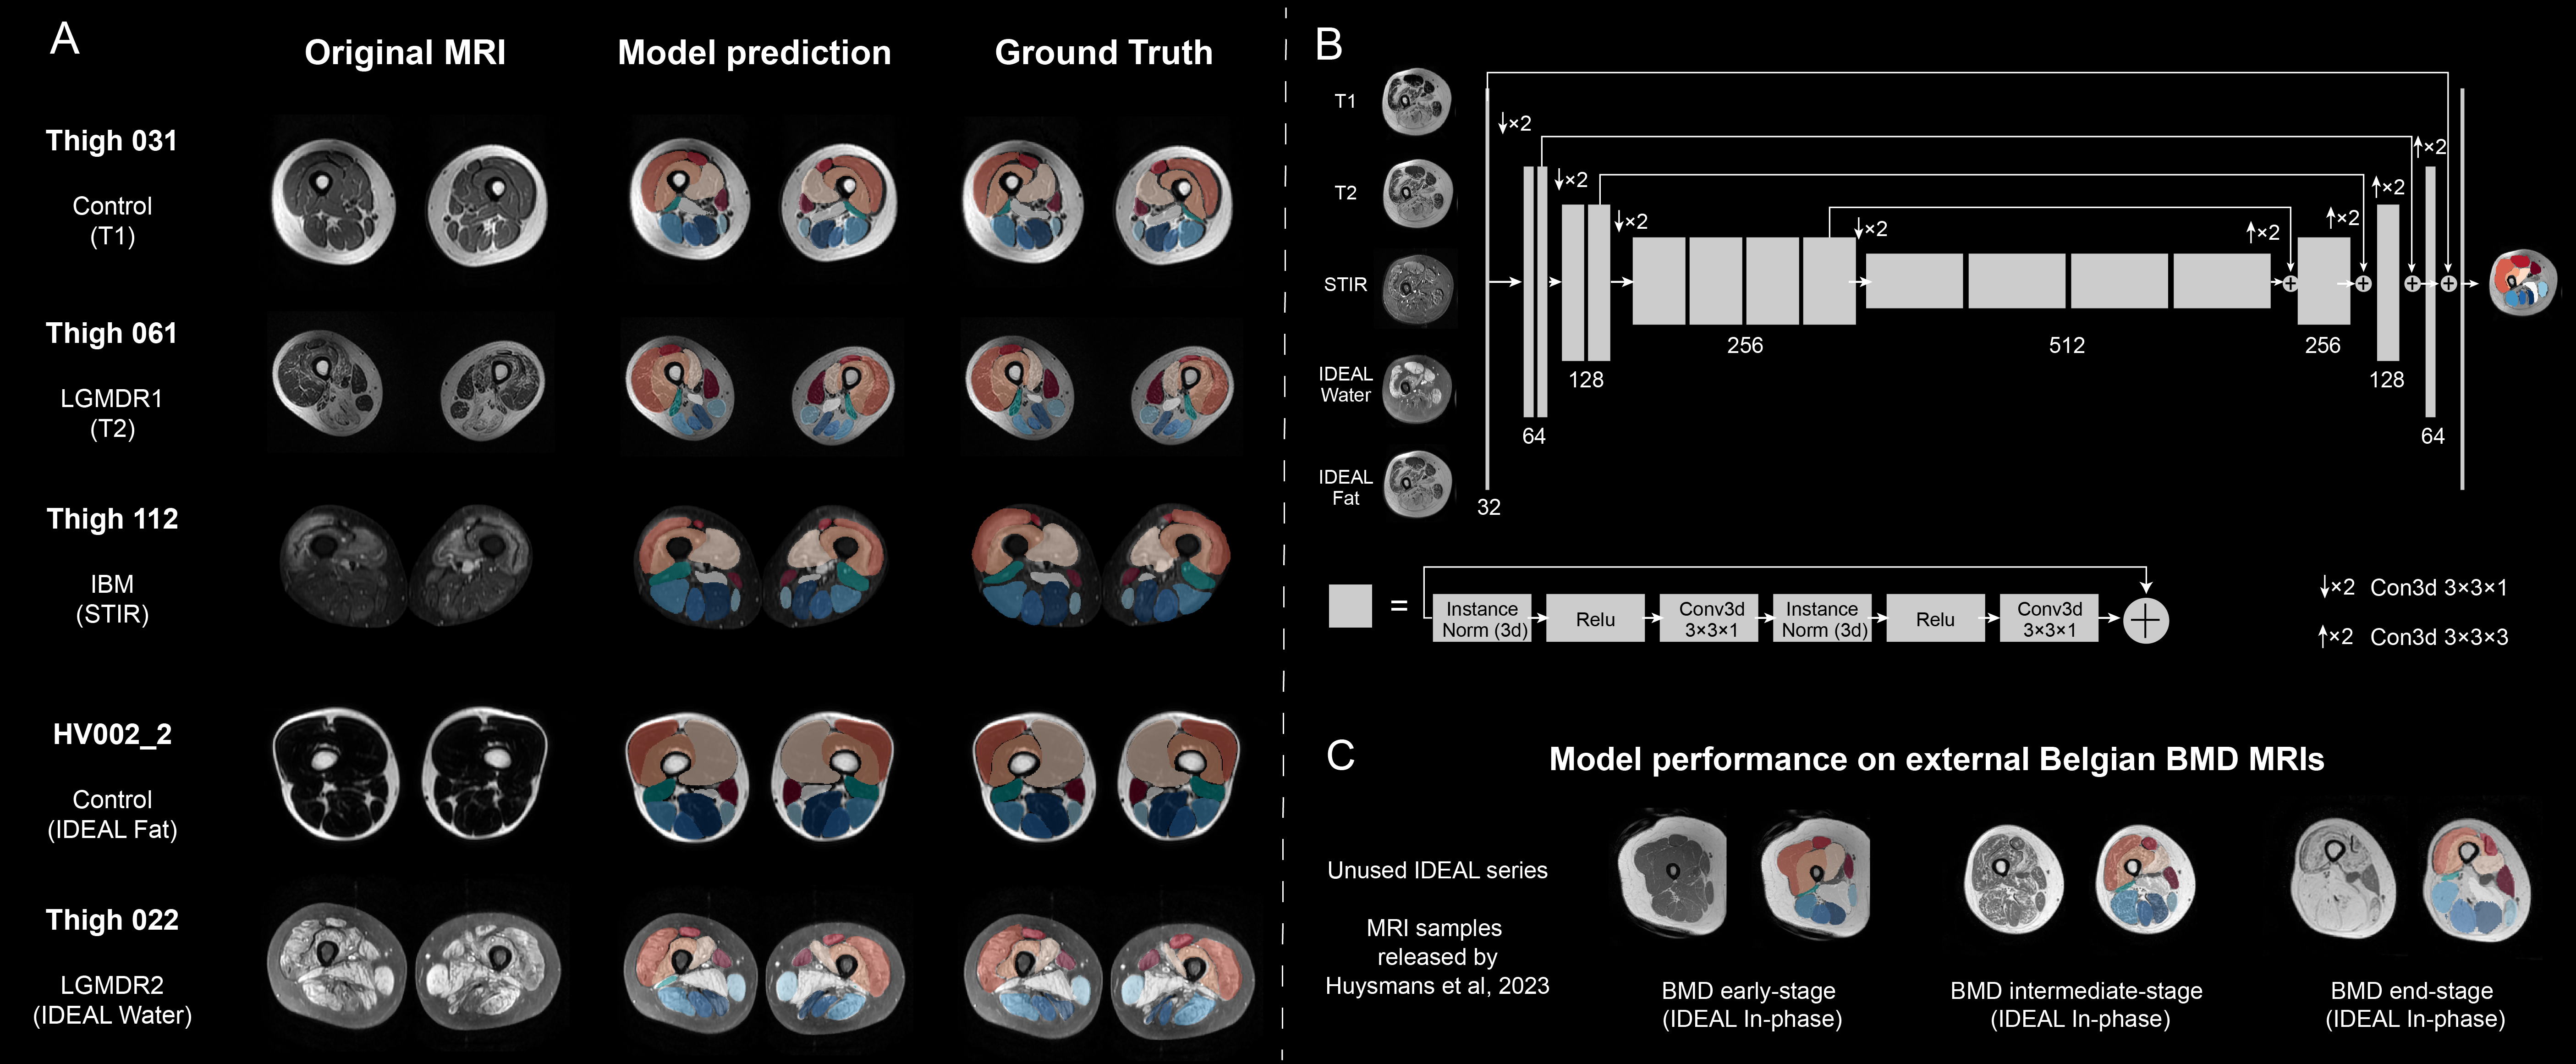 A
Original MRI
Model prediction
Ground Truth
Thigh 031
Control
(T1)
Thigh 061
LGMDR1
(T2)
Thigh 112
IBM
(STIR)
HV002_2
Control
(IDEAL Fat)
Thigh 022
LGMDR2
(IDEAL Water)
B
T1
T2
STIR
IDEAL
Water
IDEAL
Fat
↓×2
↓×2
↓×2
↓×2
↑×2
↑×2
↑×2
↑×2
32
64
128
256
512
256
128
64
=
Instance
Norm (3d)
Relu
Conv3d
3×3×1
Instance
Norm (3d)
Relu
Conv3d
3×3×1
↓×2 Con3d 3×3×1
↑×2 Con3d 3×3×3
C
Model performance on external Belgian BMD MRIs
Unused IDEAL series
MRI samples
released by
Huysmans et al, 2023
BMD early-stage
(IDEAL In-phase)
BMD intermediate-stage
(IDEAL In-phase)
BMD end-stage
(IDEAL In-phase)